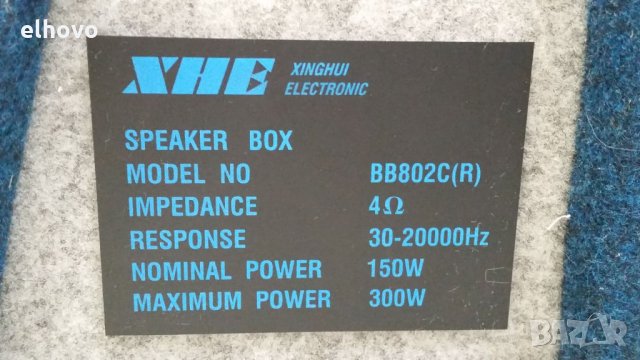 elhovo
XHE XINGHUI
ELECTRONIC
SPEAKER BOX
MODEL NO BB802C(R)
IMPEDANCE 4Ω
RESPONSE 30-20000Hz
NOMINAL POWER 150W
MAXIMUM POWER 300W
BAZAR